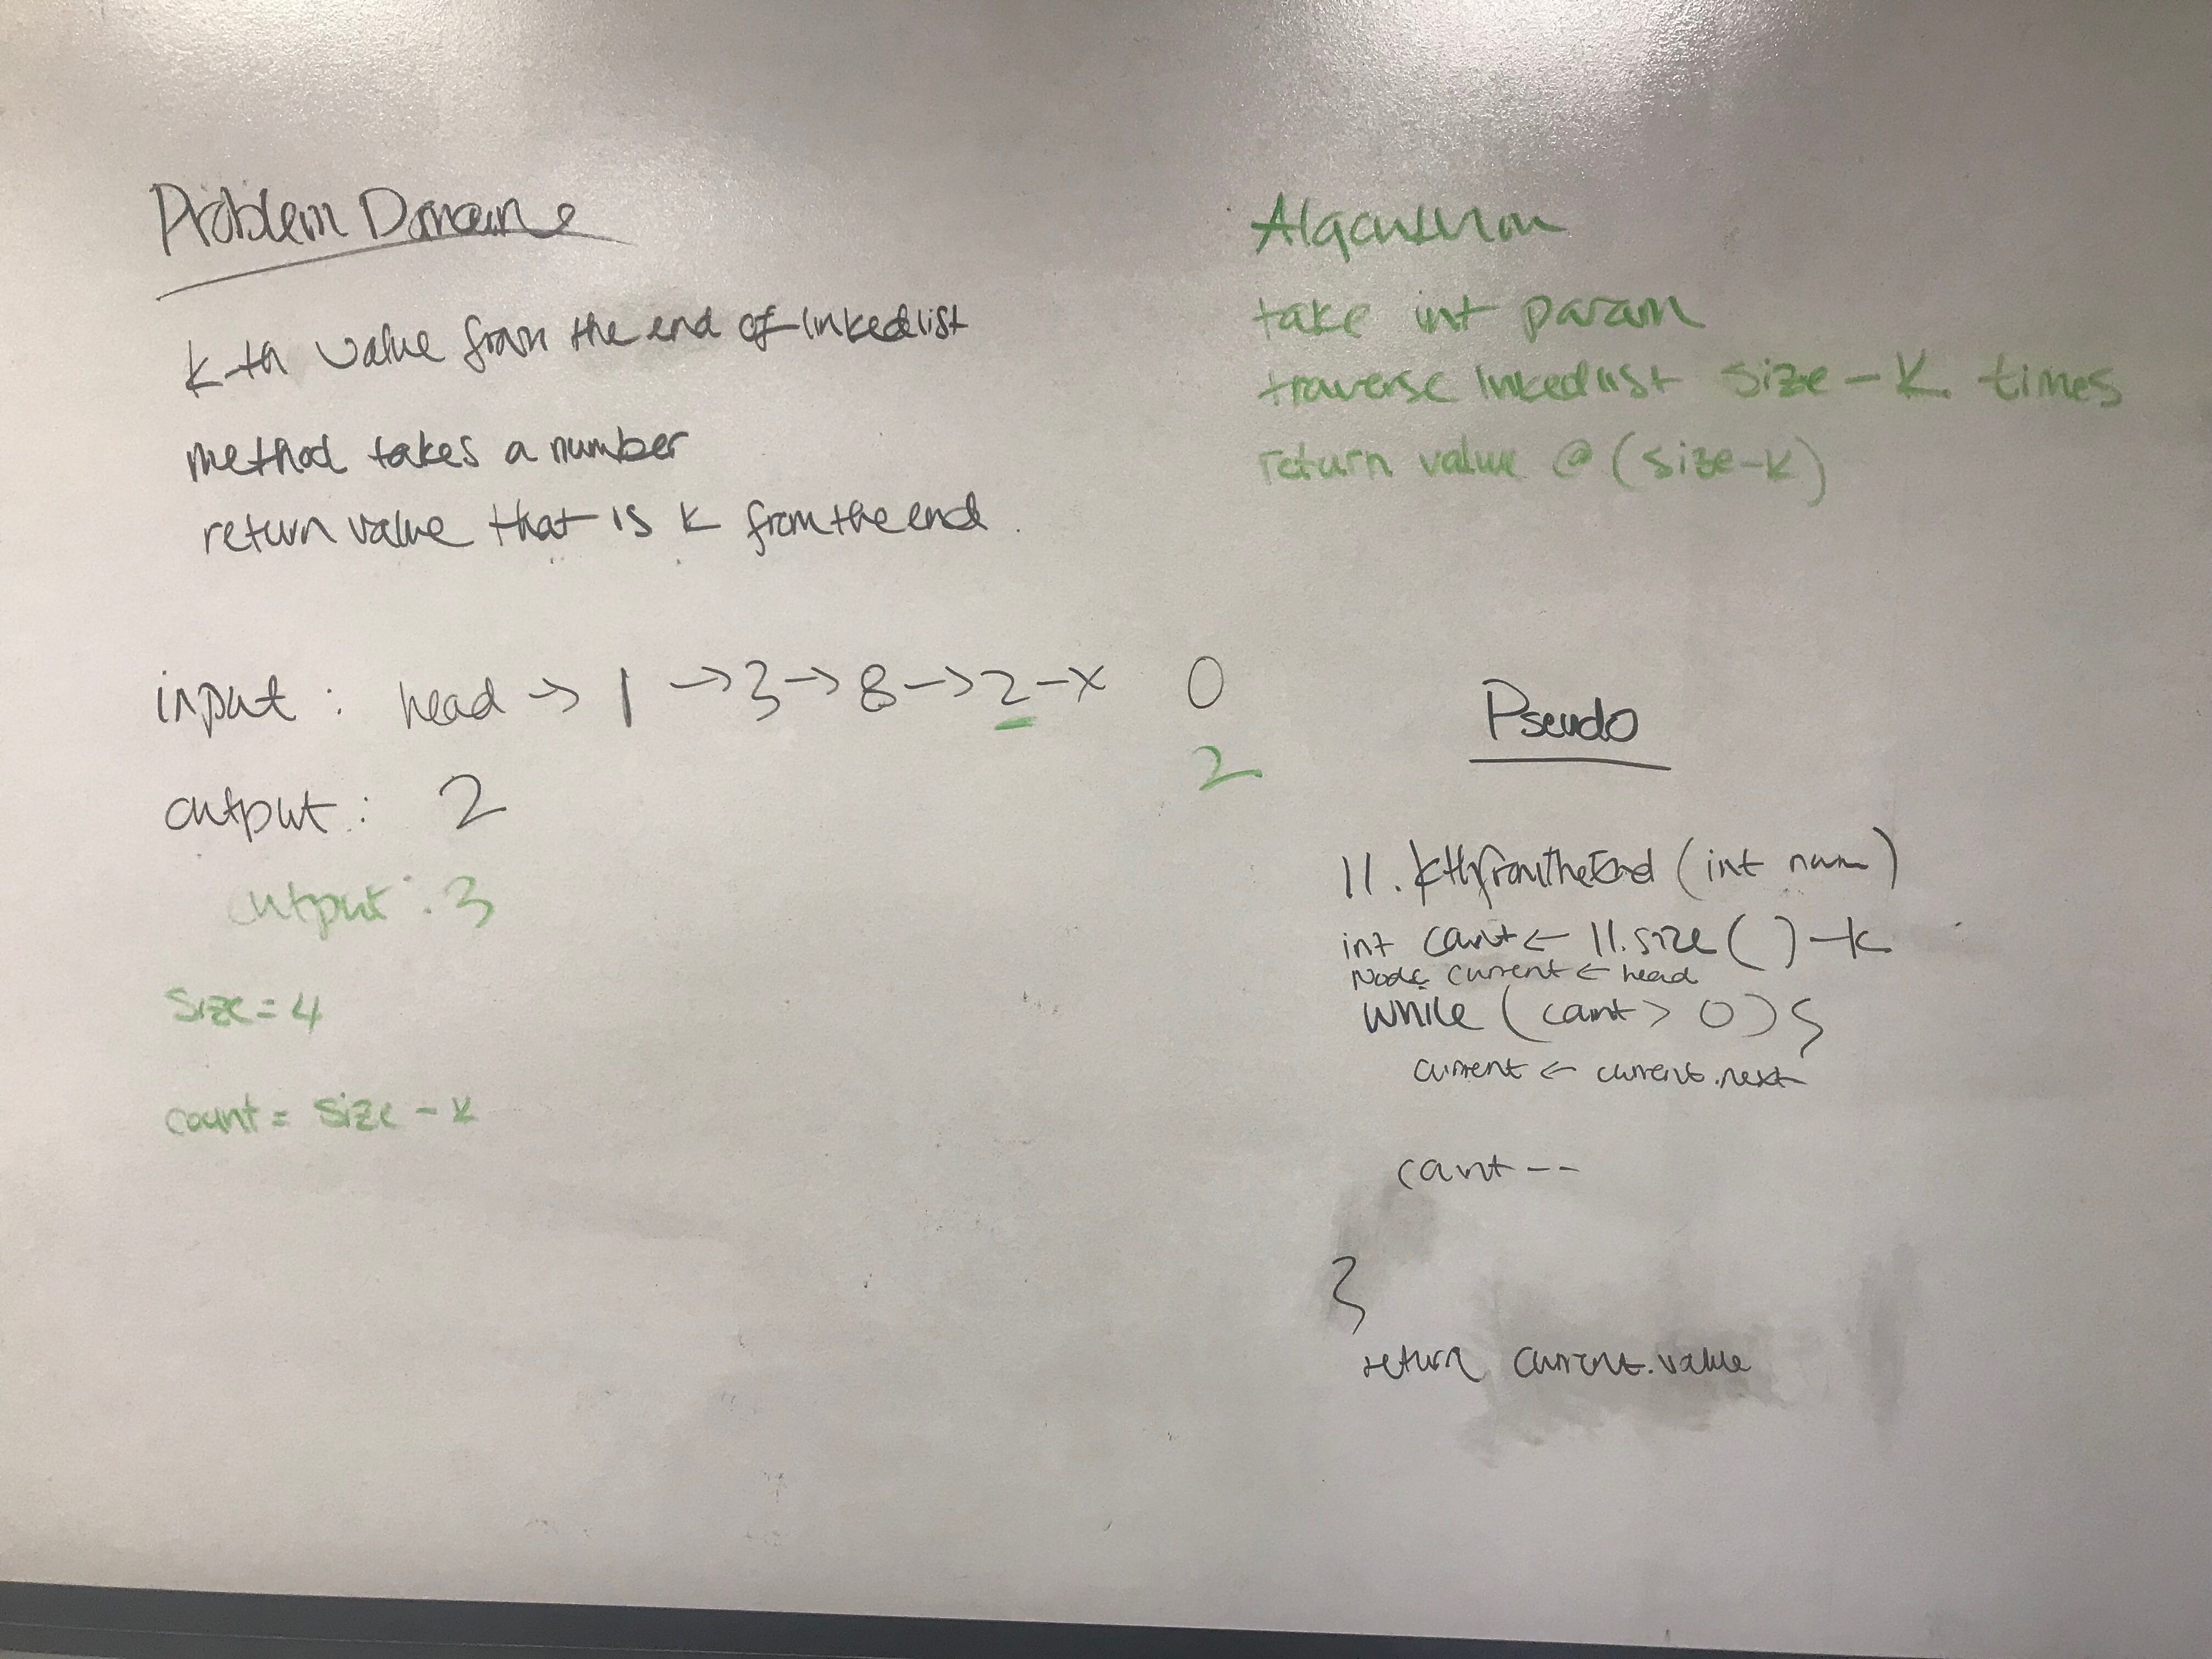 Problem Domain
kth value from the end of linkedlist
method takes a number
return value that is k from the end.
input : head -> 1 -> 3 -> 8 -> 2 -x 0
2
output : 2
output : 3
size = 4
count = size - k
Algorithm
take int param
traverse linkedlist size - k times
return value @ (size-k)
Pseudo
ll.kthFromTheEnd (int num)
int count <- ll.size( ) - k
Node current <- head
while ( count > 0 ) {
current <- current.next
count --
}
return current.value